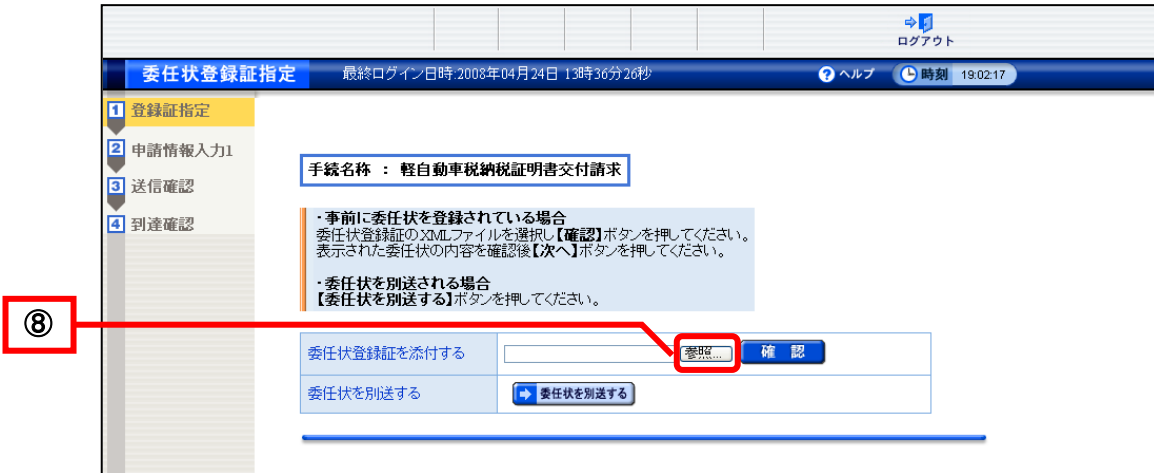 ログアウト
委任状登録証指定
最終ログイン日時:2008年04月24日 13時36分26秒
? ヘルプ
時刻 19:02:17
1 登録証指定
2 申請情報入力1
3 送信確認
4 到達確認
手続名称 : 軽自動車税納税証明書交付請求
・事前に委任状を登録されている場合
委任状登録証のXMLファイルを選択し【確認】ボタンを押してください。
表示された委任状の内容を確認後【次へ】ボタンを押してください。
・委任状を別送される場合
【委任状を別送する】ボタンを押してください。
⑧
委任状登録証を添付する
参照...
確 認
委任状を別送する
委任状を別送する